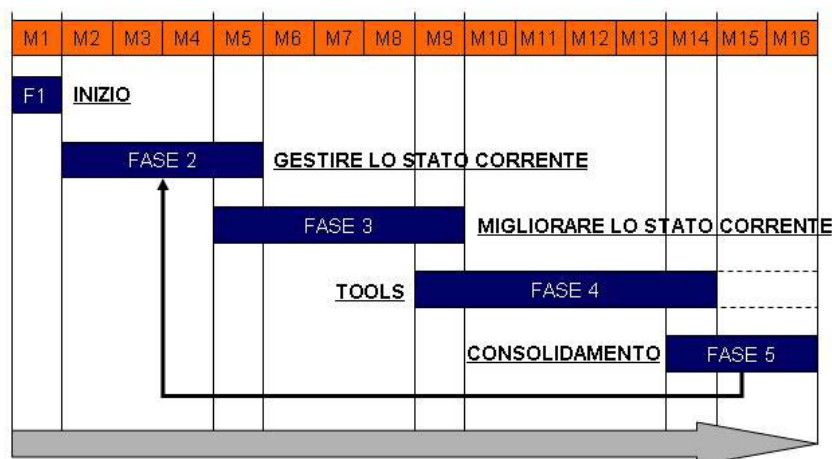 M1 M2 M3 M4 M5 M6 M7 M8 M9 M10 M11 M12 M13 M14 M15 M16
F1 INIZIO
FASE 2 GESTIRE LO STATO CORRENTE
FASE 3 MIGLIORARE LO STATO CORRENTE
TOOLS FASE 4
CONSOLIDAMENTO FASE 5